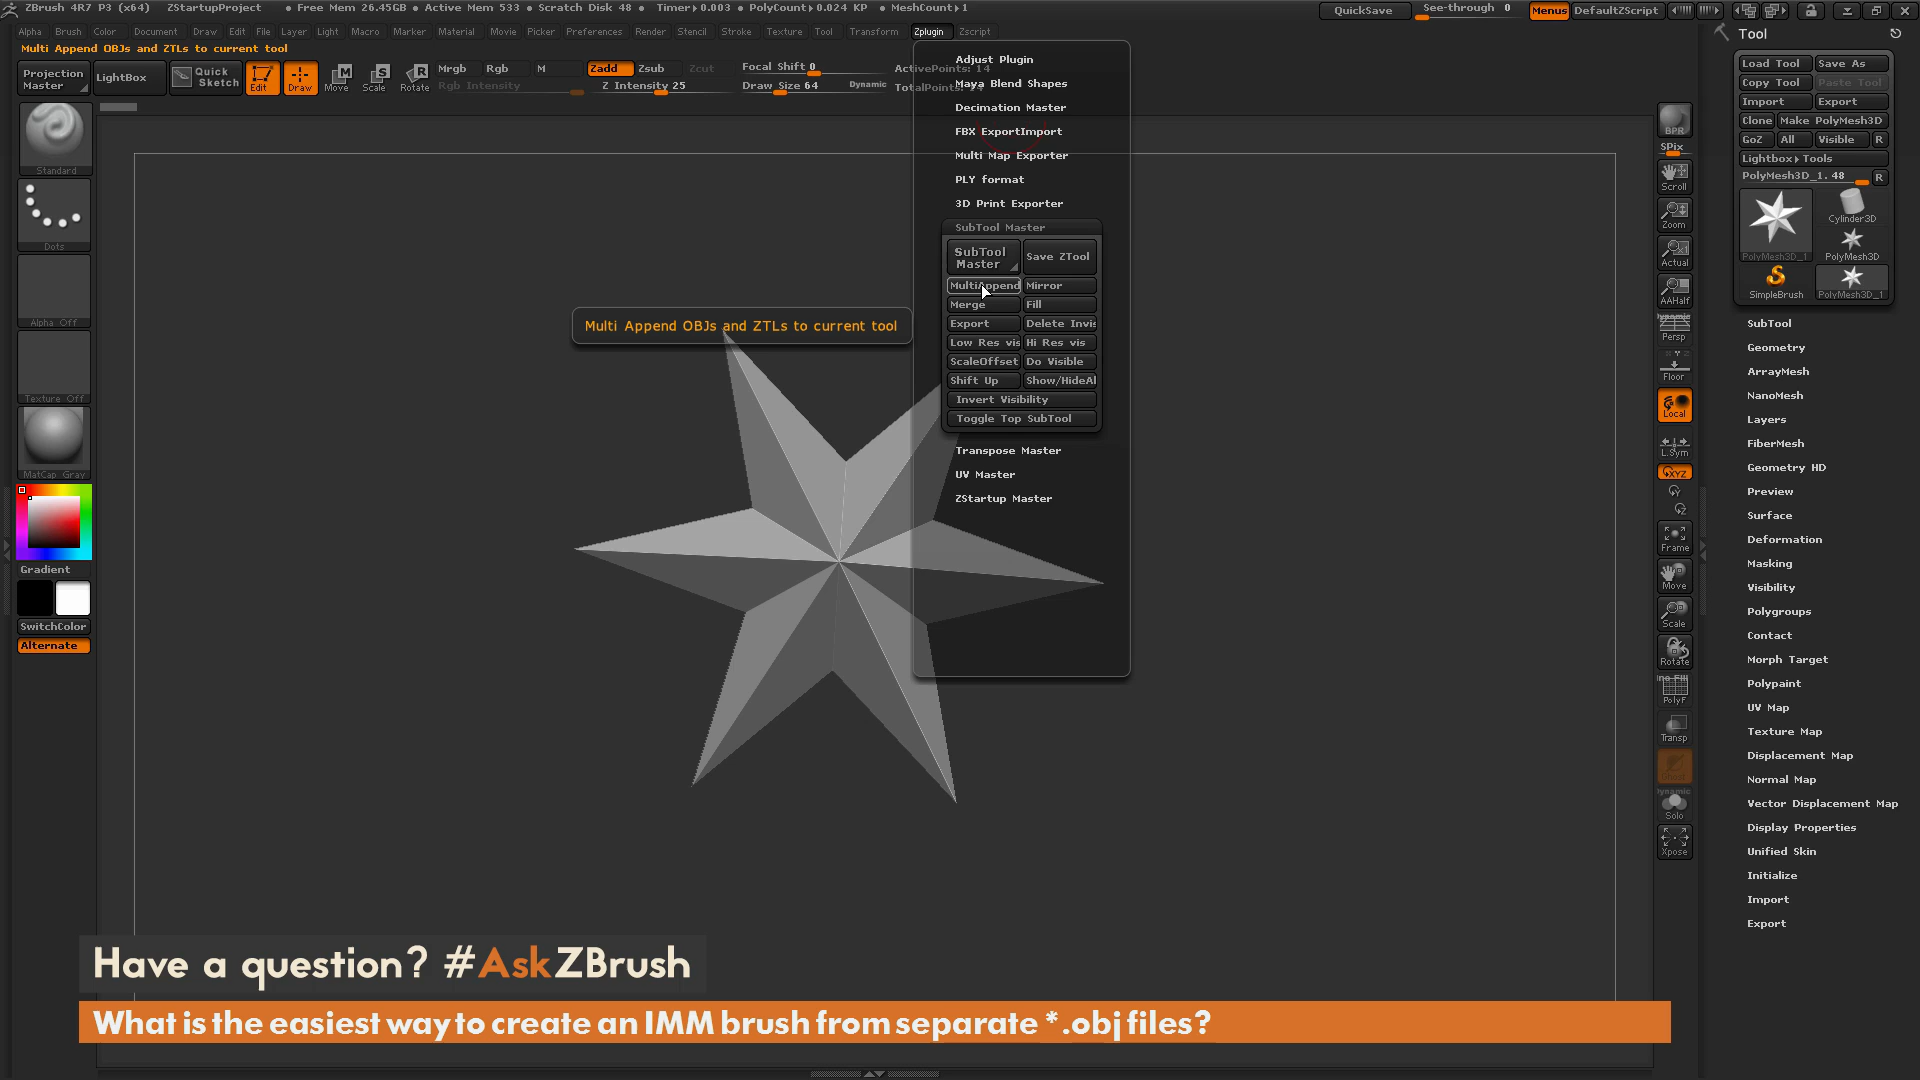 ZBrush 4R7 P3 (x64) ZStartupProject • Free Mem 26.45GB • Active Mem 533 • Scratch Disk 48 • Timer▸0.003 • PolyCount▸0.024 KP • MeshCount▸1 QuickSave See-through 0 Menus DefaultZScript
Alpha Brush Color Document Draw Edit File Layer Light Macro Marker Material Movie Picker Preferences Render Stencil Stroke Texture Tool Transform Zplugin Zscript
Multi Append OBJs and ZTLs to current tool
Projection Master
LightBox
Quick Sketch
Edit
Draw
Move
Scale
Rotate
Mrgb Rgb M
Rgb Intensity
Zadd Zsub Zcut
Z Intensity 25
Focal Shift 0
Draw Size 64
Dynamic
ActivePoints: 14
Standard
Dots
Alpha Off
Texture Off
MatCap Gray
Gradient
SwitchColor
Alternate
Adjust Plugin
Maya Blend Shapes
Decimation Master
FBX ExportImport
Multi Map Exporter
PLY format
3D Print Exporter
SubTool Master
SubTool Master
Save ZTool
MultiAppend Mirror
Merge Fill
Export Delete Invis
Low Res vis Hi Res vis
ScaleOffset Do Visible
Shift Up Show/HideAl
Invert Visibility
Toggle Top SubTool
Transpose Master
UV Master
ZStartup Master
Multi Append OBJs and ZTLs to current tool
BPR
SPix
Scroll
Zoom
Actual
AAHalf
Persp
Floor
Local
L.Sym
XYZ
Frame
Move
Scale
Rotate
PolyF
Transp
Ghost
Solo
Xpose
Tool
Load Tool Save As
Copy Tool Paste Tool
Import Export
Clone Make PolyMesh3D
GoZ All Visible R
Lightbox▸Tools
PolyMesh3D_1. 48 R
PolyMesh3D_1
Cylinder3D
PolyMesh3D
SimpleBrush
PolyMesh3D_1
SubTool
Geometry
ArrayMesh
NanoMesh
Layers
FiberMesh
Geometry HD
Preview
Surface
Deformation
Masking
Visibility
Polygroups
Contact
Morph Target
Polypaint
UV Map
Texture Map
Displacement Map
Normal Map
Vector Displacement Map
Display Properties
Unified Skin
Initialize
Import
Export
Have a question? #AskZBrush
What is the easiest way to create an IMM brush from separate *.obj files?